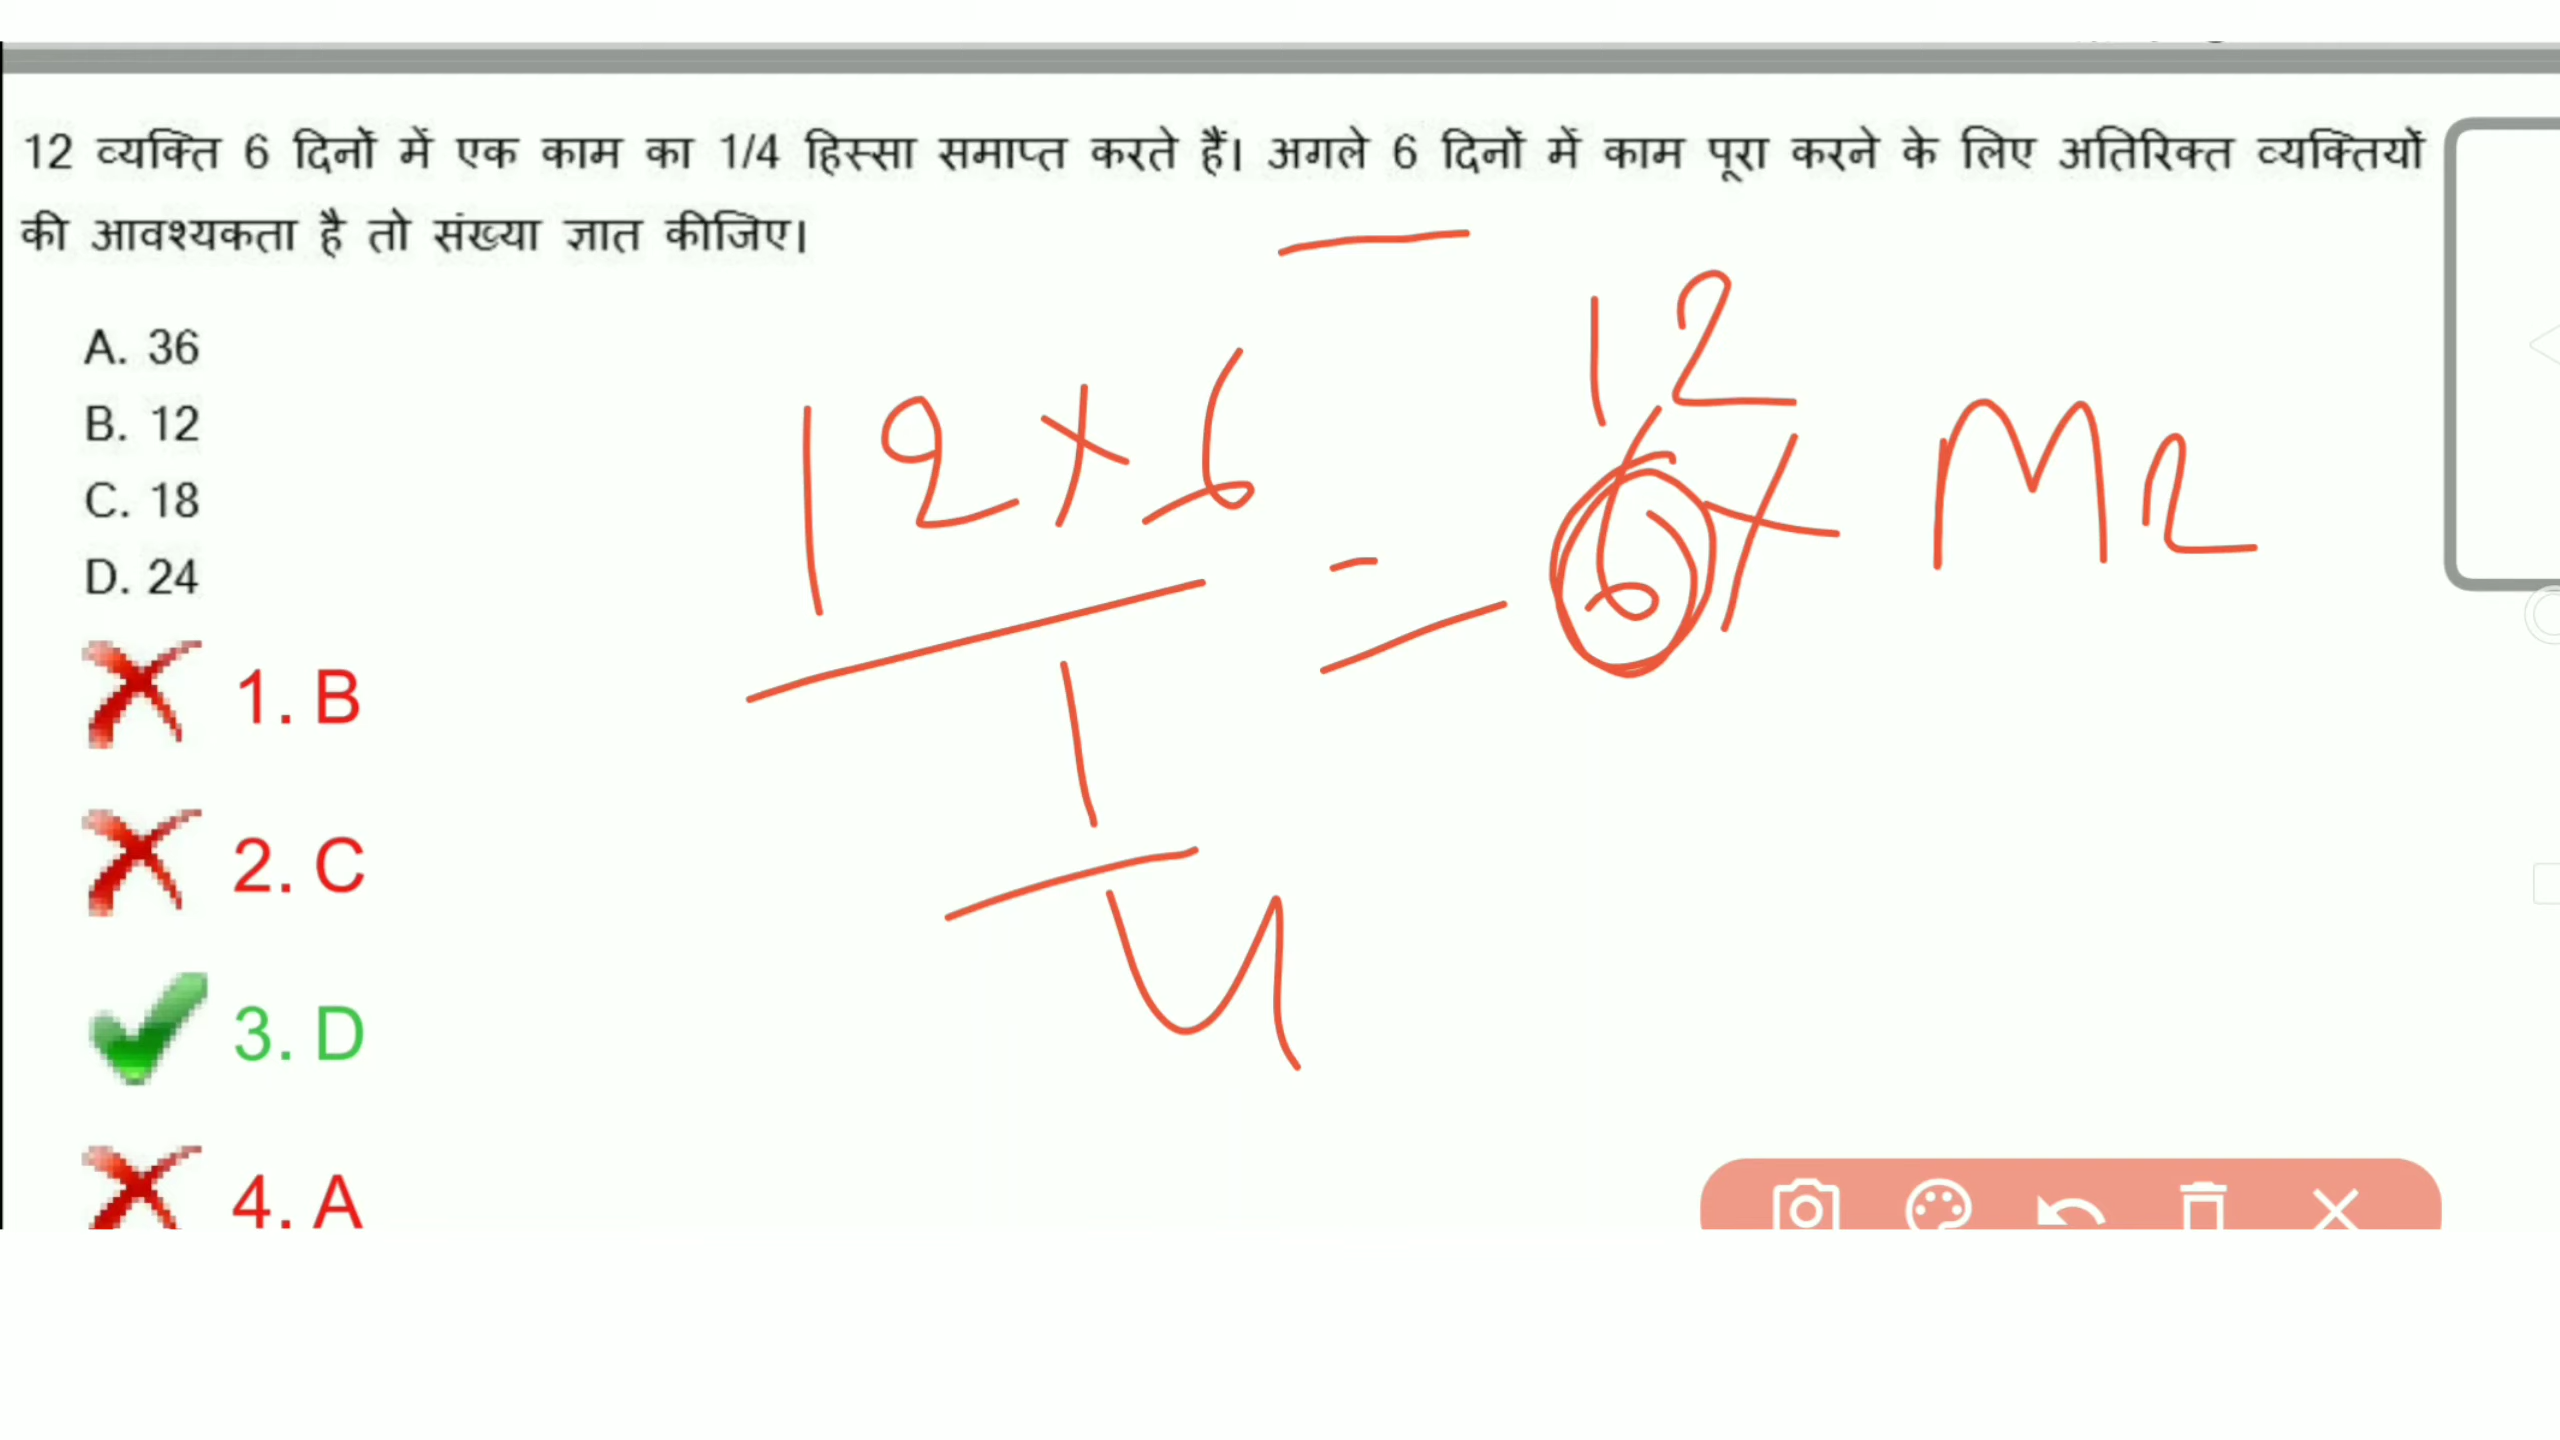 12 व्यक्ति 6 दिनों में एक काम का 1/4 हिस्सा समाप्त करते हैं। अगले 6 दिनों में काम पूरा करने के लिए अतिरिक्त व्यक्तियों
की आवश्यकता है तो संख्या ज्ञात कीजिए।
A. 36
B. 12
C. 18
D. 24
12
12 × 6 = 6 × M2
1
4
1. B
2. C
3. D
4. A